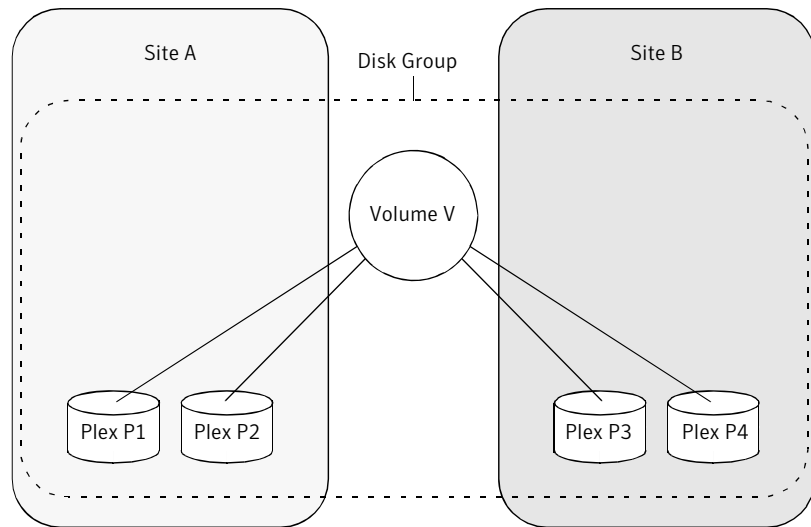 Site A
Disk Group
Site B
Volume V
Plex P1
Plex P2
Plex P3
Plex P4